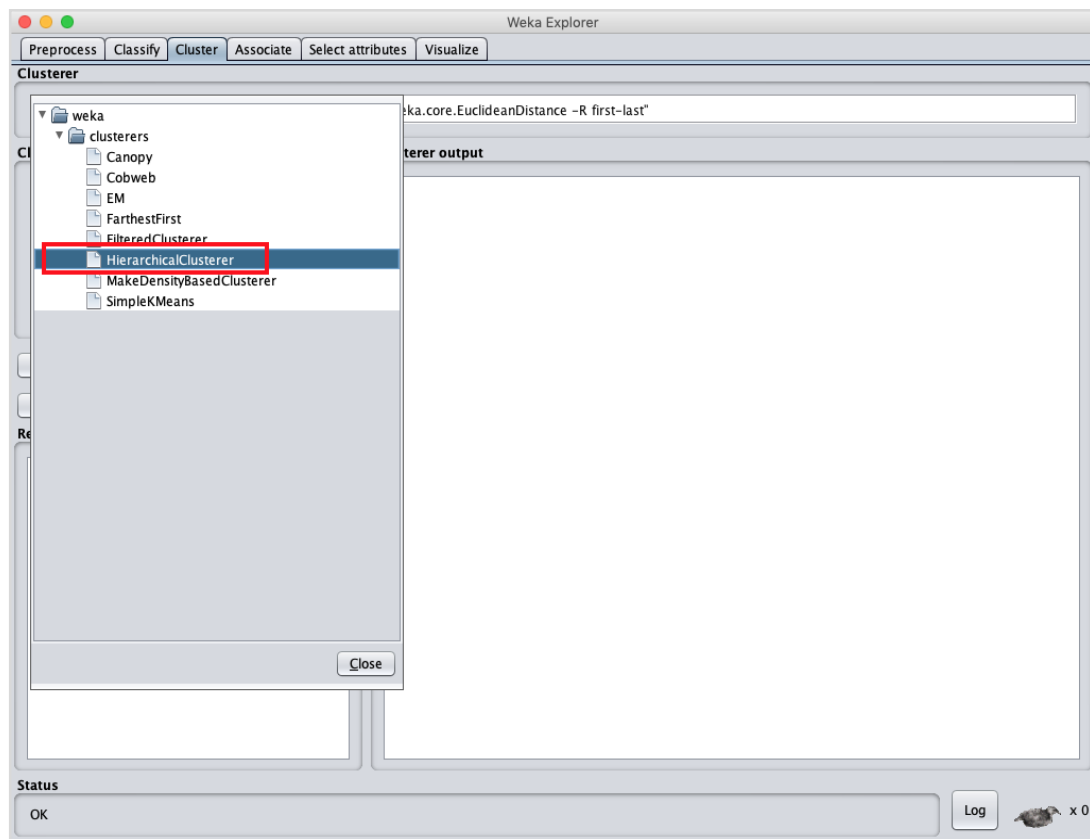 Weka Explorer
Preprocess Classify Cluster Associate Select attributes Visualize
Clusterer
weka
eka.core.EuclideanDistance -R first-last"
clusterers
Canopy
terer output
Cobweb
EM
FarthestFirst
FilteredClusterer
HierarchicalClusterer
MakeDensityBasedClusterer
SimpleKMeans
Close
Status
OK
Log
x 0